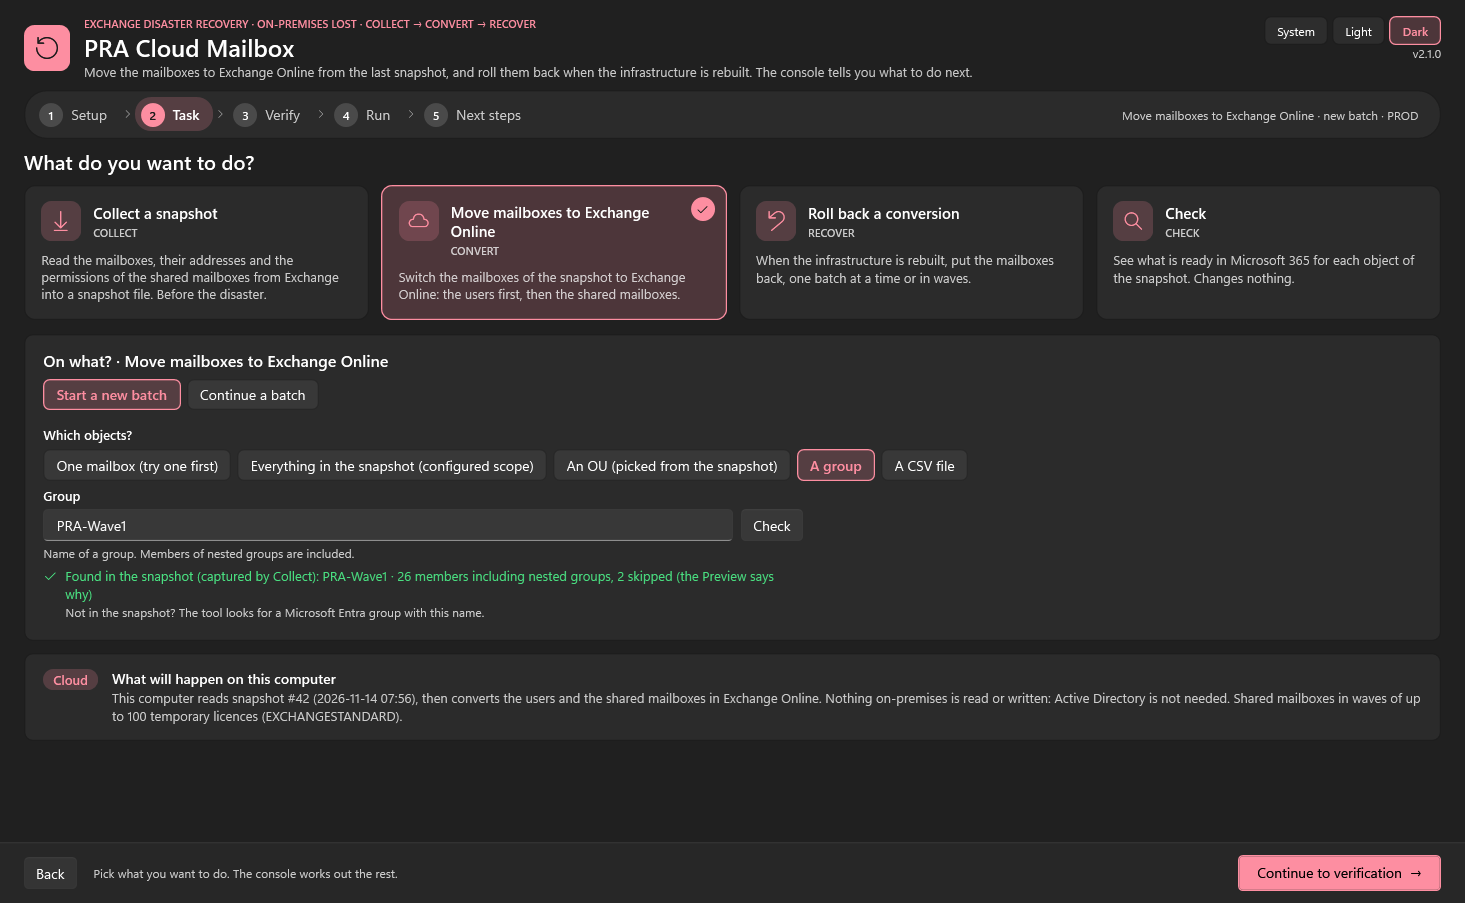 EXCHANGE DISASTER RECOVERY · ON-PREMISES LOST · COLLECT → CONVERT → RECOVER
PRA Cloud Mailbox
Move the mailboxes to Exchange Online from the last snapshot, and roll them back when the infrastructure is rebuilt. The console tells you what to do next.
System
Light
Dark
v2.1.0
1 Setup
2 Task
3 Verify
4 Run
5 Next steps
Move mailboxes to Exchange Online · new batch · PROD
What do you want to do?
Collect a snapshot
COLLECT
Read the mailboxes, their addresses and the
permissions of the shared mailboxes from Exchange
into a snapshot file. Before the disaster.
Move mailboxes to Exchange
Online
CONVERT
Switch the mailboxes of the snapshot to Exchange
Online: the users first, then the shared mailboxes.
Roll back a conversion
RECOVER
When the infrastructure is rebuilt, put the mailboxes
back, one batch at a time or in waves.
Check
CHECK
See what is ready in Microsoft 365 for each object of
the snapshot. Changes nothing.
On what? · Move mailboxes to Exchange Online
Start a new batch
Continue a batch
Which objects?
One mailbox (try one first)
Everything in the snapshot (configured scope)
An OU (picked from the snapshot)
A group
A CSV file
Group
PRA-Wave1
Check
Name of a group. Members of nested groups are included.
Found in the snapshot (captured by Collect): PRA-Wave1 · 26 members including nested groups, 2 skipped (the Preview says
why)
Not in the snapshot? The tool looks for a Microsoft Entra group with this name.
Cloud
What will happen on this computer
This computer reads snapshot #42 (2026-11-14 07:56), then converts the users and the shared mailboxes in Exchange Online. Nothing on-premises is read or written: Active Directory is not needed. Shared mailboxes in waves of up
to 100 temporary licences (EXCHANGESTANDARD).
Back
Pick what you want to do. The console works out the rest.
Continue to verification →